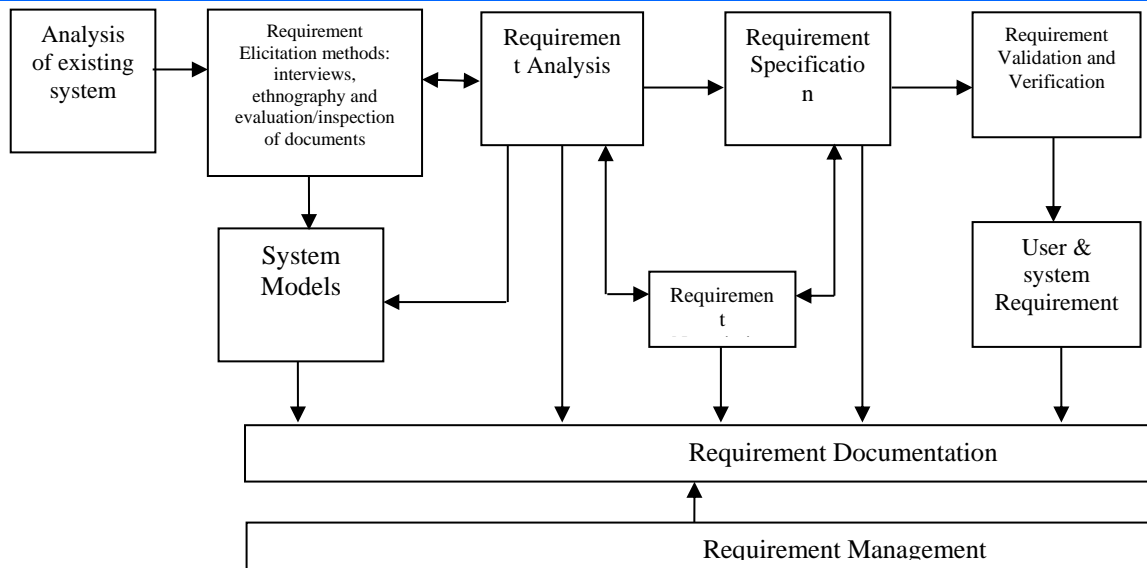 Analysis
of existing
system
Requirement
Elicitation methods:
interviews,
ethnography and
evaluation/inspection
of documents
Requiremen
t Analysis
Requirement
Specificatio
n
Requirement
Validation and
Verification
System
Models
Requiremen
t
User &
system
Requirement
Requirement Documentation
Requirement Management